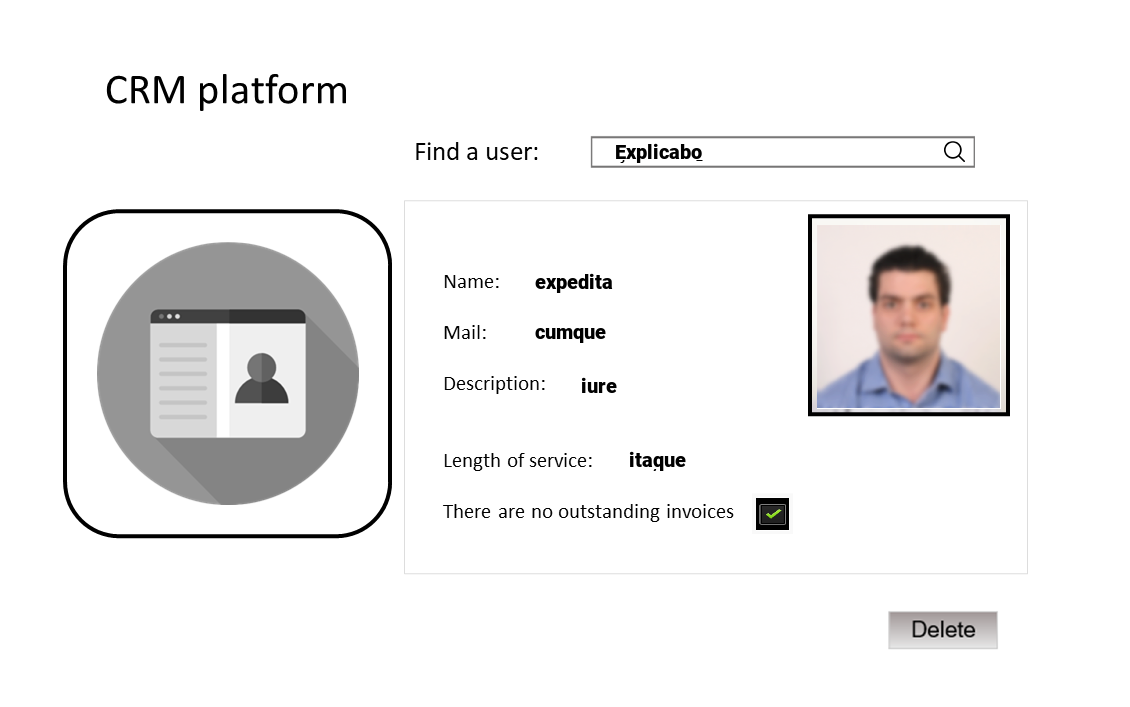 CRM platform
Find a user: Explicabo
Name: expedita
Mail: cumque
Description: iure
Length of service: itaque
There are no outstanding invoices
Delete